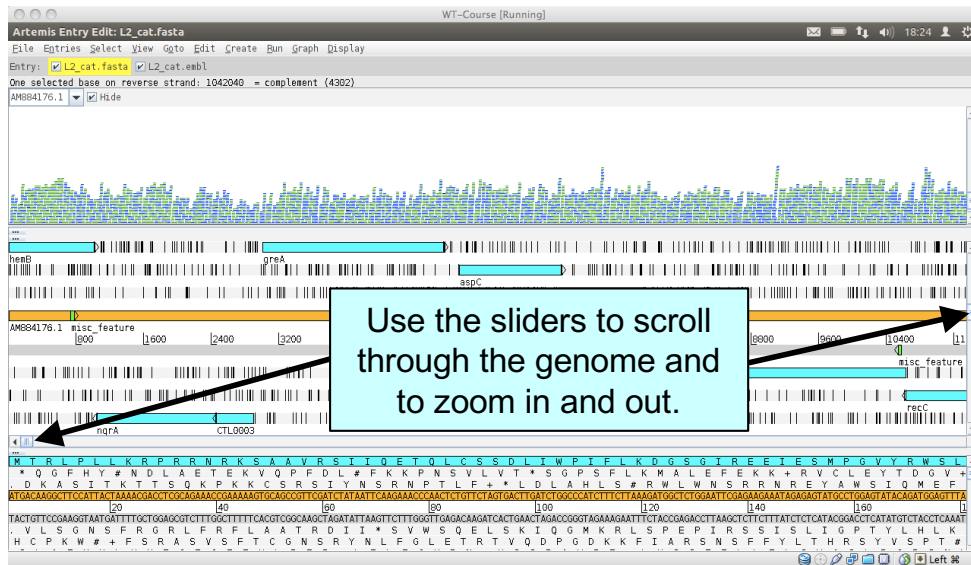 WT-Course [Running]
Artemis Entry Edit: L2_cat.fasta 18:24
File Entries Select View Goto Edit Create Run Graph Display
Entry: L2_cat.fasta L2_cat.embl
One selected base on reverse strand: 1042040 = complement (4302)
AM884176.1 Hide
hemB greA
aspC
AM884176.1 misc_feature
800 1600 2400 3200 8800 9600 10400 11
misc_feature
recC
nqrA CTL0003
Use the sliders to scroll
through the genome and
to zoom in and out.
M T R L P L L K R P R R N R K S A A V R S I I Q E T Q L C S S D L I W P I F L K D G S G I R E E I E S M P G V Y R W S L
20 40 60 80 100 120 140 160
Left ⌘